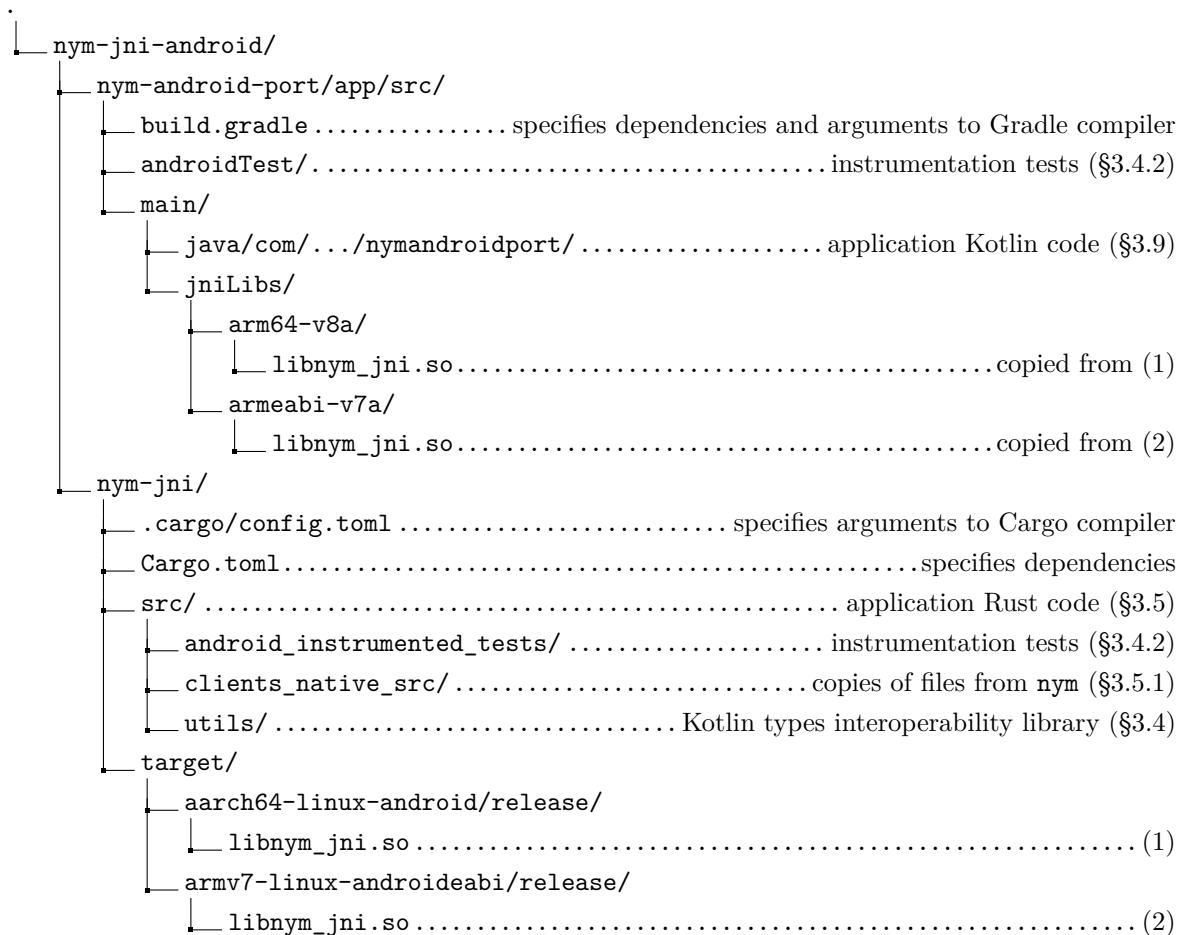 .
nym-jni-android/
nym-android-port/app/src/
build.gradle ................ specifies dependencies and arguments to Gradle compiler
androidTest/......................................... instrumentation tests (§3.4.2)
main/
java/com/.../nymandroidport/ ..................... application Kotlin code (§3.9)
jniLibs/
arm64-v8a/
libnym_jni.so............................................. copied from (1)
armeabi-v7a/
libnym_jni.so............................................. copied from (2)
nym-jni/
.cargo/config.toml ........................... specifies arguments to Cargo compiler
Cargo.toml.................................................. specifies dependencies
src/ .................................................. application Rust code (§3.5)
android_instrumented_tests/ ..................... instrumentation tests (§3.4.2)
clients_native_src/ ............................ copies of files from nym (§3.5.1)
utils/ ................................ Kotlin types interoperability library (§3.4)
target/
aarch64-linux-android/release/
libnym_jni.so ......................................................... (1)
armv7-linux-androideabi/release/
libnym_jni.so ......................................................... (2)